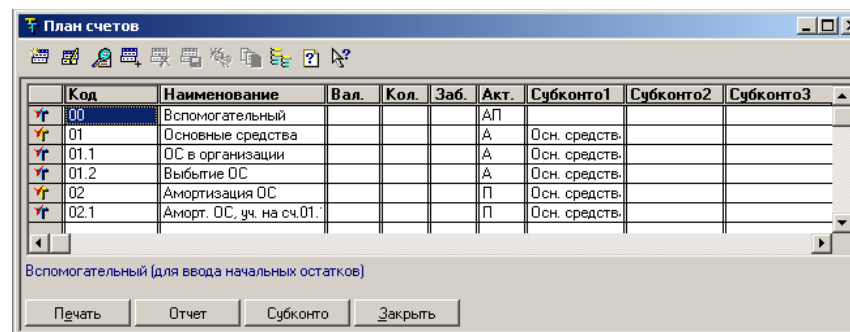 План счетов
Код Наименование Вал. Кол. Заб. Акт. Субконто1 Субконто2 Субконто3
00 Вспомогательный АП
01 Основные средства А Осн. средств
01.1 ОС в организации А Осн. средств
01.2 Выбытие ОС А Осн. средств
02 Амортизация ОС П Осн. средств
02.1 Аморт. ОС, уч. на сч.01. П Осн. средств
Вспомогательный (для ввода начальных остатков)
Печать Отчет Субконто Закрыть